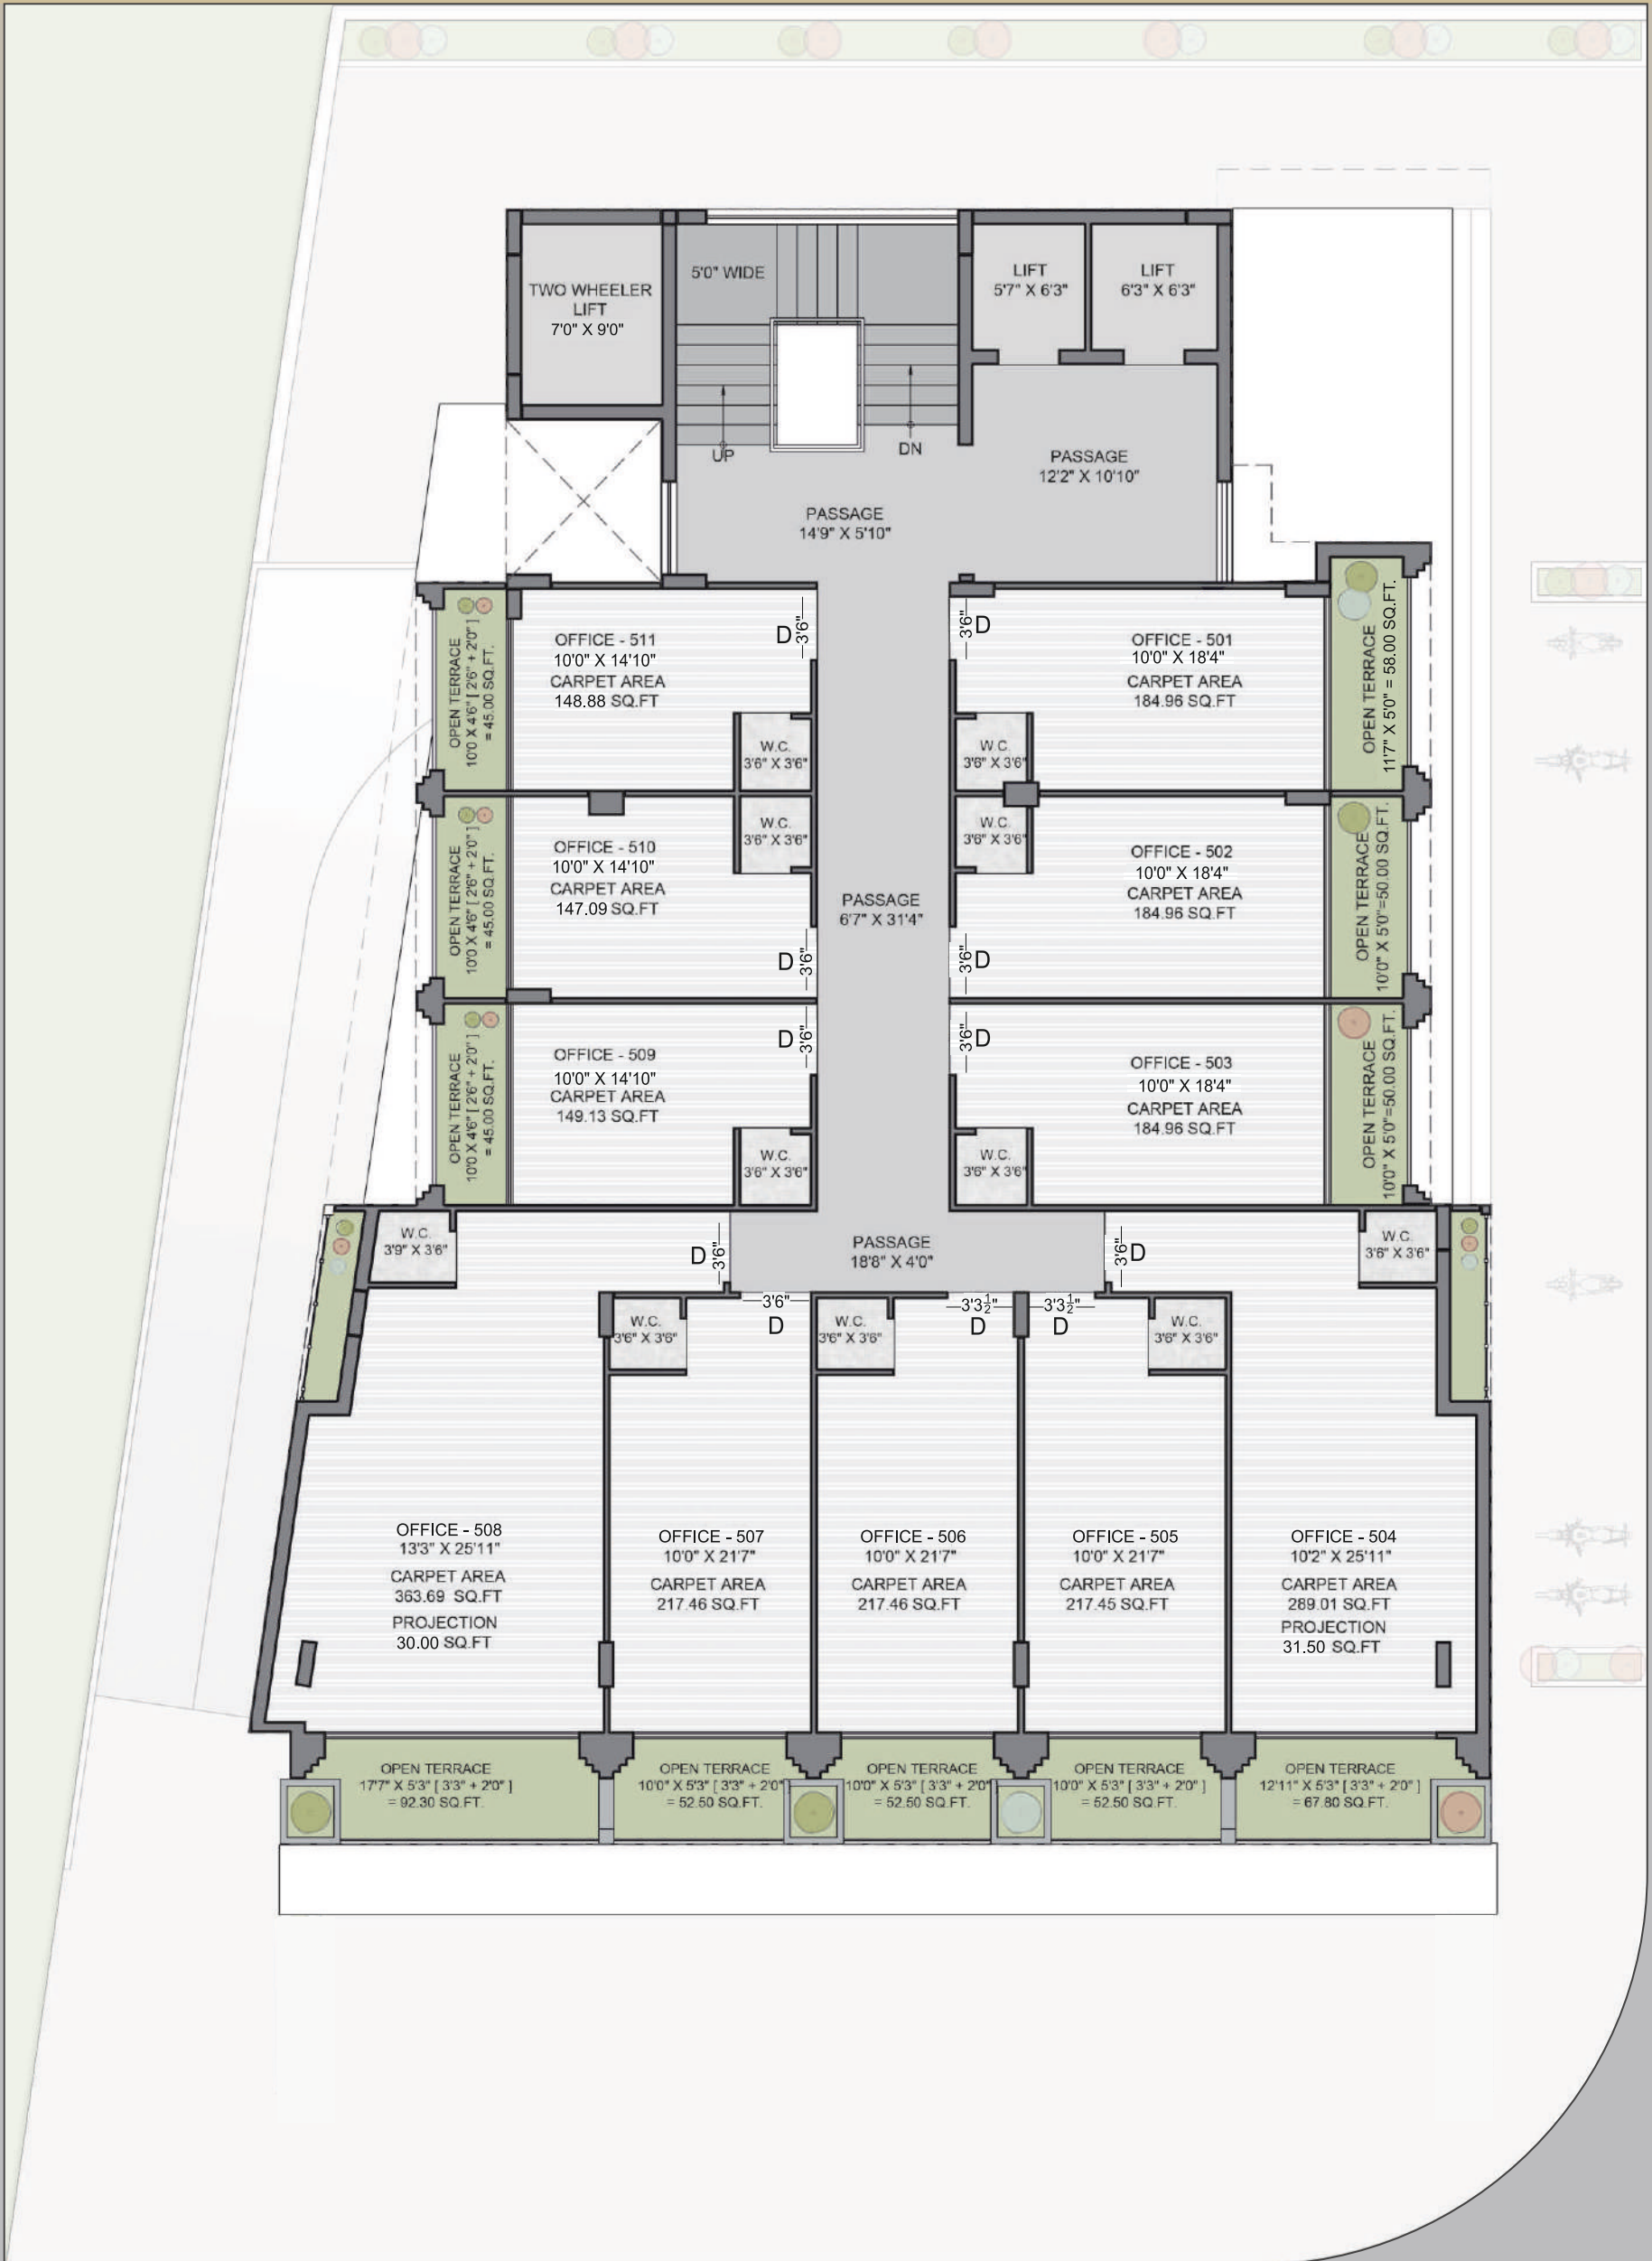 TWO WHEELER
LIFT
7'0" X 9'0"
5'0" WIDE
LIFT
5'7" X 6'3"
LIFT
6'3" X 6'3"
UP
DN
PASSAGE
12'2" X 10'10"
PASSAGE
14'9" X 5'10"
OPEN TERRACE
10'0 X 4'6" [ 2'6" + 2'0" ]
= 45.00 SQ.FT.
OFFICE - 511
10'0" X 14'10"
CARPET AREA
148.88 SQ.FT
D
3'6"
W.C.
3'6" X 3'6"
3'6"
D
OFFICE - 501
10'0" X 18'4"
CARPET AREA
184.96 SQ.FT
W.C.
3'6" X 3'6"
OPEN TERRACE
11'7" X 5'0" = 58.00 SQ.FT.
OPEN TERRACE
10'0 X 4'6" [ 2'6" + 2'0" ]
= 45.00 SQ.FT.
OFFICE - 510
10'0" X 14'10"
CARPET AREA
147.09 SQ.FT
W.C.
3'6" X 3'6"
D
3'6"
PASSAGE
6'7" X 31'4"
W.C.
3'6" X 3'6"
3'6"
D
OFFICE - 502
10'0" X 18'4"
CARPET AREA
184.96 SQ.FT
OPEN TERRACE
10'0" X 5'0"=50.00 SQ.FT.
OPEN TERRACE
10'0 X 4'6" [ 2'6" + 2'0" ]
= 45.00 SQ.FT.
OFFICE - 509
10'0" X 14'10"
CARPET AREA
149.13 SQ.FT
D
3'6"
W.C.
3'6" X 3'6"
3'6"
D
OFFICE - 503
10'0" X 18'4"
CARPET AREA
184.96 SQ.FT
W.C.
3'6" X 3'6"
OPEN TERRACE
10'0" X 5'0"=50.00 SQ.FT.
W.C.
3'9" X 3'6"
D
3'6"
PASSAGE
18'8" X 4'0"
3'6"
D
W.C.
3'6" X 3'6"
W.C.
3'6" X 3'6"
3'6"
D
W.C.
3'6" X 3'6"
3'3½"
D
3'3½"
D
W.C.
3'6" X 3'6"
OFFICE - 508
13'3" X 25'11"
CARPET AREA
363.69 SQ.FT
PROJECTION
30.00 SQ.FT
OFFICE - 507
10'0" X 21'7"
CARPET AREA
217.46 SQ.FT
OFFICE - 506
10'0" X 21'7"
CARPET AREA
217.46 SQ.FT
OFFICE - 505
10'0" X 21'7"
CARPET AREA
217.45 SQ.FT
OFFICE - 504
10'2" X 25'11"
CARPET AREA
289.01 SQ.FT
PROJECTION
31.50 SQ.FT
OPEN TERRACE
17'7" X 5'3" [ 3'3" + 2'0" ]
= 92.30 SQ.FT.
OPEN TERRACE
10'0" X 5'3" [ 3'3" + 2'0"
= 52.50 SQ.FT.
OPEN TERRACE
10'0" X 5'3" [ 3'3" + 2'0"
= 52.50 SQ.FT.
OPEN TERRACE
10'0" X 5'3" [ 3'3" + 2'0" ]
= 52.50 SQ.FT.
OPEN TERRACE
12'11" X 5'3" [ 3'3" + 2'0" ]
= 67.80 SQ.FT.